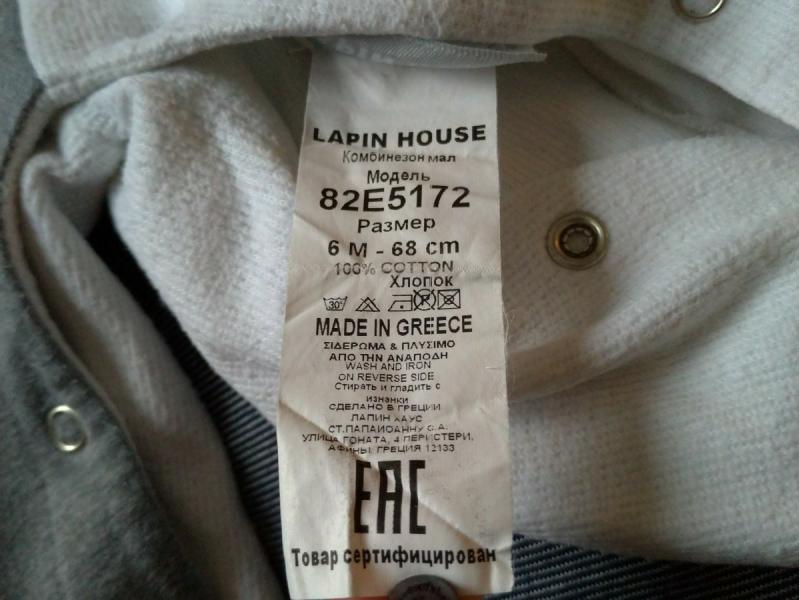 LAPIN HOUSE
Комбинезон мал
Модель
82E5172
Размер
6 M - 68 cm
100% COTTON
Хлопок
30°
MADE IN GREECE
ΣΙΔΕΡΩΜΑ & ΠΛΥΣΙΜΟ
ΑΠΟ ΤΗΝ ΑΝΑΠΟΔΗ
WASH AND IRON
ON REVERSE SIDE
Стирать и гладить с
изнанки
СДЕЛАНО В ГРЕЦИИ
ЛАПИН ХАУС
СТ.ПАПАИОАННУ С.А.
УЛИЦА ГОНАТА, 4 ПЕРИСТЕРИ,
АФИНЫ, ГРЕЦИЯ 12133
EAC
Товар сертифицирован